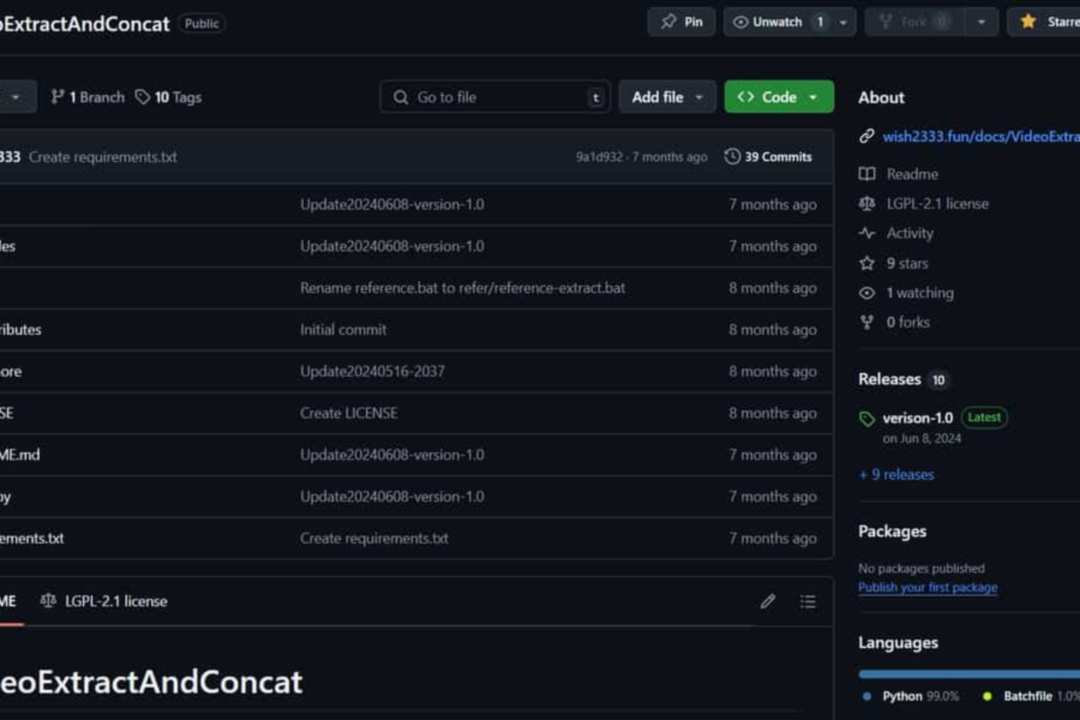 oExtractAndConcat Public
Pin Unwatch 1 Fork 0 Starre
1 Branch 10 Tags Go to file t Add file Code
333 Create requirements.txt 9a1d932 · 7 months ago 39 Commits
Update20240608-version-1.0 7 months ago
les Update20240608-version-1.0 7 months ago
Rename reference.bat to refer/reference-extract.bat 8 months ago
ributes Initial commit 8 months ago
ore Update20240516-2037 8 months ago
SE Create LICENSE 8 months ago
ME.md Update20240608-version-1.0 7 months ago
py Update20240608-version-1.0 7 months ago
ements.txt Create requirements.txt 7 months ago
ME LGPL-2.1 license
eoExtractAndConcat
About
wish2333.fun/docs/VideoExtra
Readme
LGPL-2.1 license
Activity
9 stars
1 watching
0 forks
Releases 10
verison-1.0 Latest
on Jun 8, 2024
+ 9 releases
Packages
No packages published
Publish your first package
Languages
Python 99.0% Batchfile 1.0%